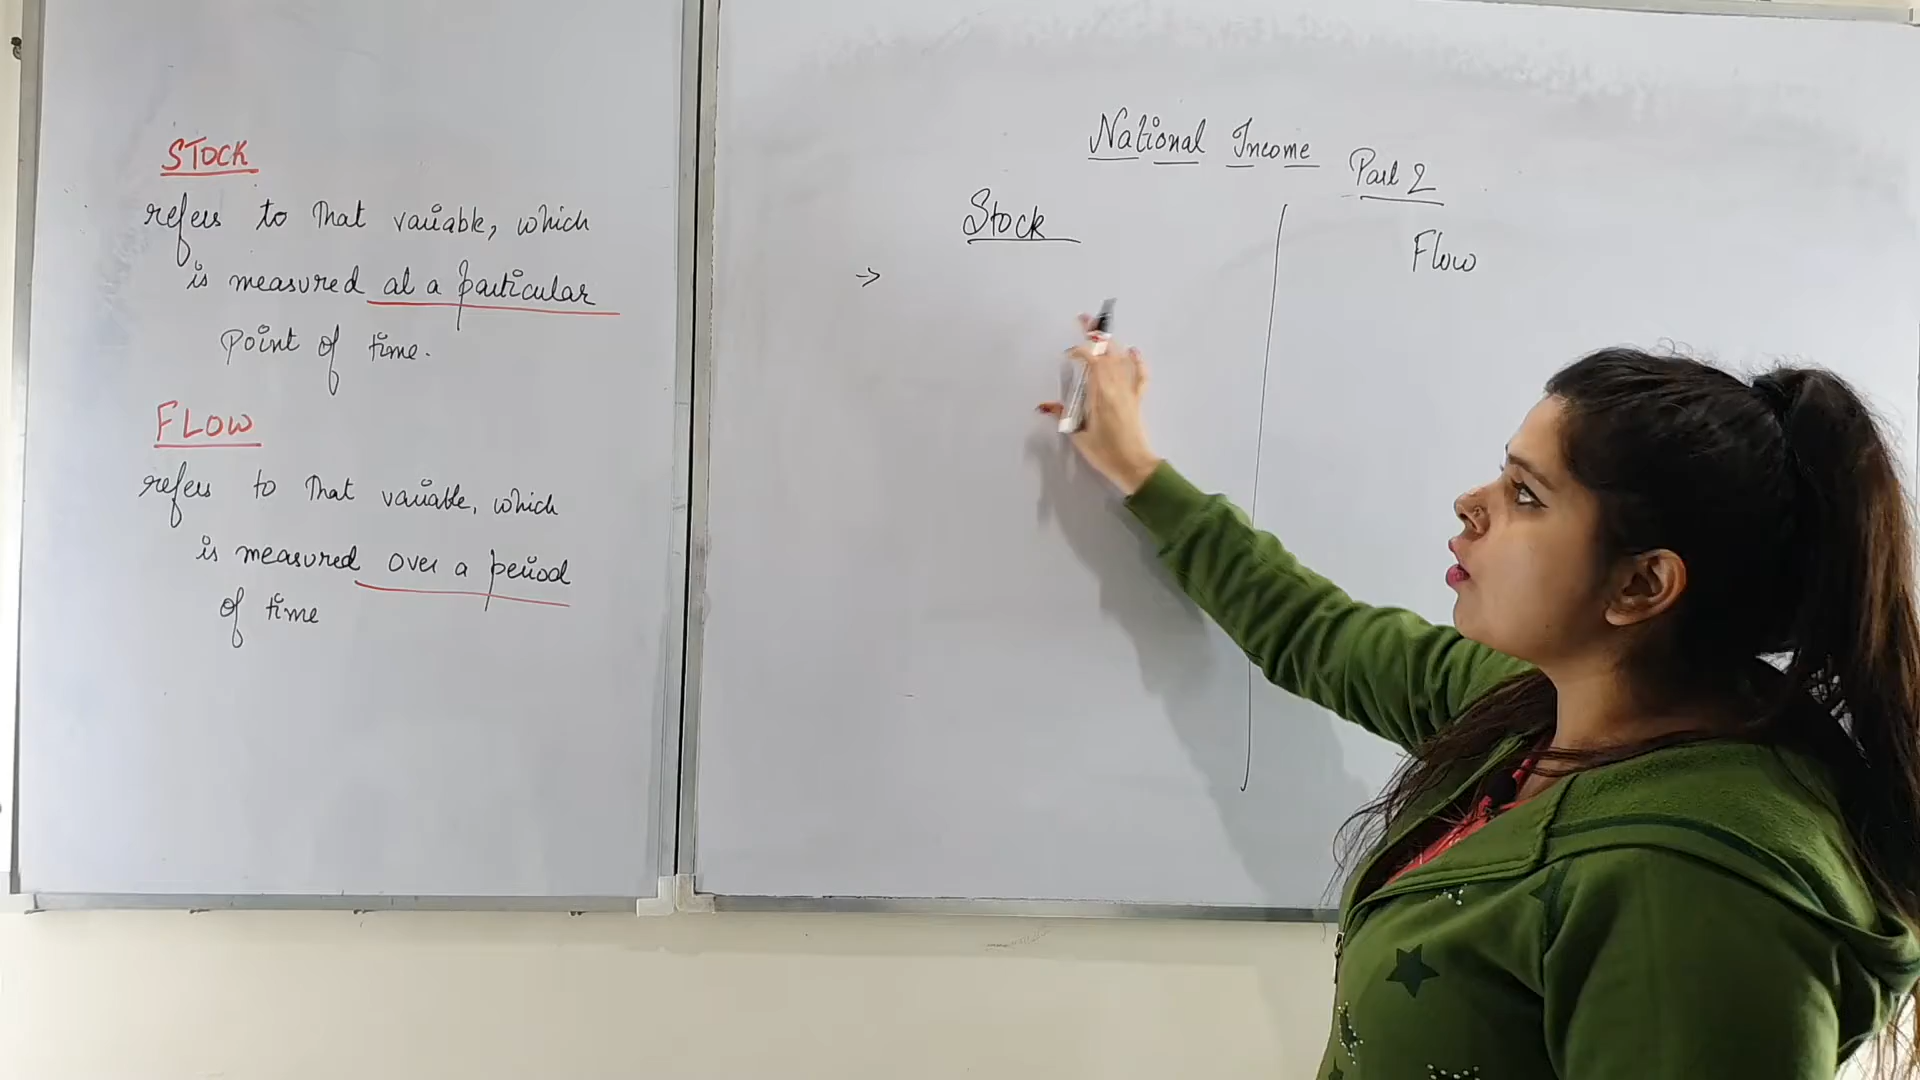 STOCK
refers to that variable, which
is measured at a particular
point of time.
FLOW
refers to that variable, which
is measured over a period
of time
National Income Part 2
Stock
Flow
→